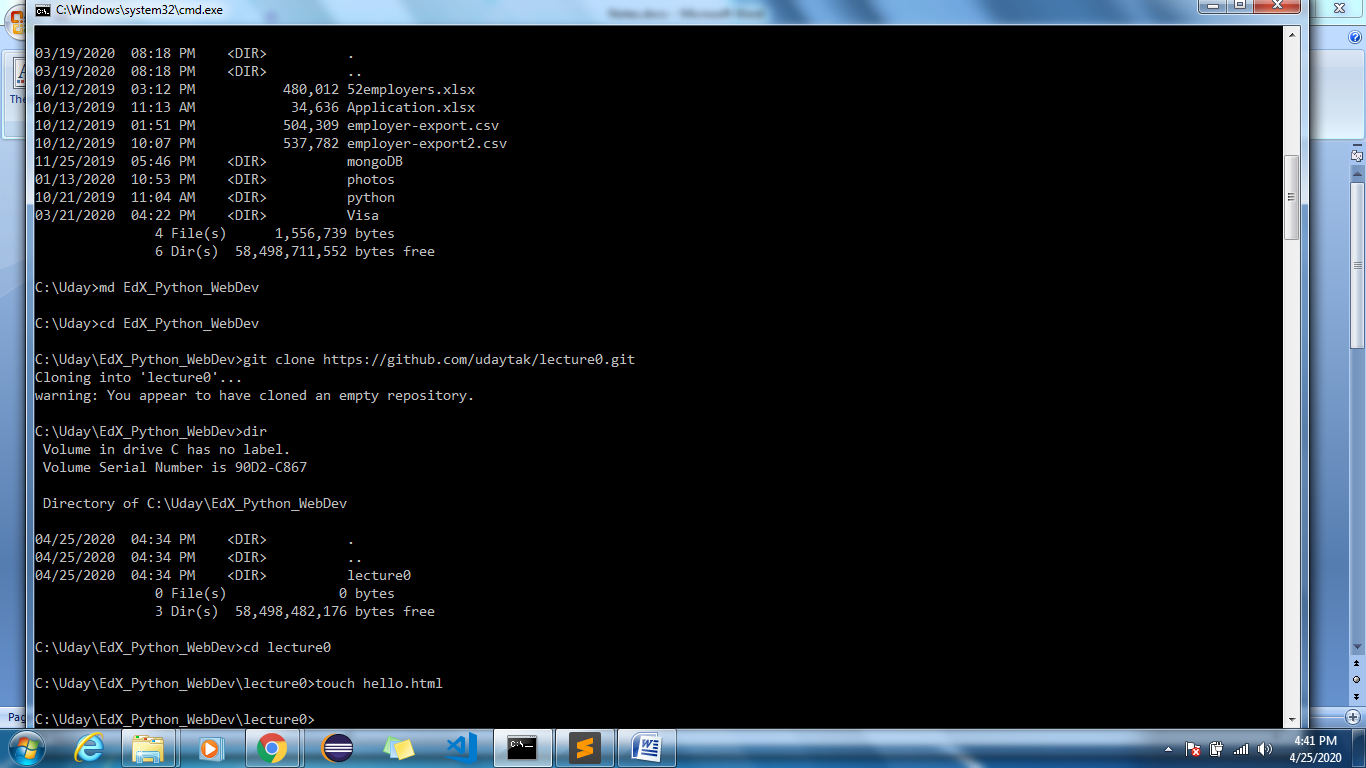 C:\Windows\system32\cmd.exe
03/19/2020  08:18 PM    <DIR>          .
03/19/2020  08:18 PM    <DIR>          ..
10/12/2019  03:12 PM           480,012 52employers.xlsx
10/13/2019  11:13 AM            34,636 Application.xlsx
10/12/2019  01:51 PM           504,309 employer-export.csv
10/12/2019  10:07 PM           537,782 employer-export2.csv
11/25/2019  05:46 PM    <DIR>          mongoDB
01/13/2020  10:53 PM    <DIR>          photos
10/21/2019  11:04 AM    <DIR>          python
03/21/2020  04:22 PM    <DIR>          Visa
               4 File(s)      1,556,739 bytes
               6 Dir(s)  58,498,711,552 bytes free
C:\Uday>md EdX_Python_WebDev
C:\Uday>cd EdX_Python_WebDev
C:\Uday\EdX_Python_WebDev>git clone https://github.com/udaytak/lecture0.git
Cloning into 'lecture0'...
warning: You appear to have cloned an empty repository.
C:\Uday\EdX_Python_WebDev>dir
 Volume in drive C has no label.
 Volume Serial Number is 90D2-C867
 Directory of C:\Uday\EdX_Python_WebDev
04/25/2020  04:34 PM    <DIR>          .
04/25/2020  04:34 PM    <DIR>          ..
04/25/2020  04:34 PM    <DIR>          lecture0
               0 File(s)              0 bytes
               3 Dir(s)  58,498,482,176 bytes free
C:\Uday\EdX_Python_WebDev>cd lecture0
C:\Uday\EdX_Python_WebDev\lecture0>touch hello.html
C:\Uday\EdX_Python_WebDev\lecture0>
4:41 PM
4/25/2020